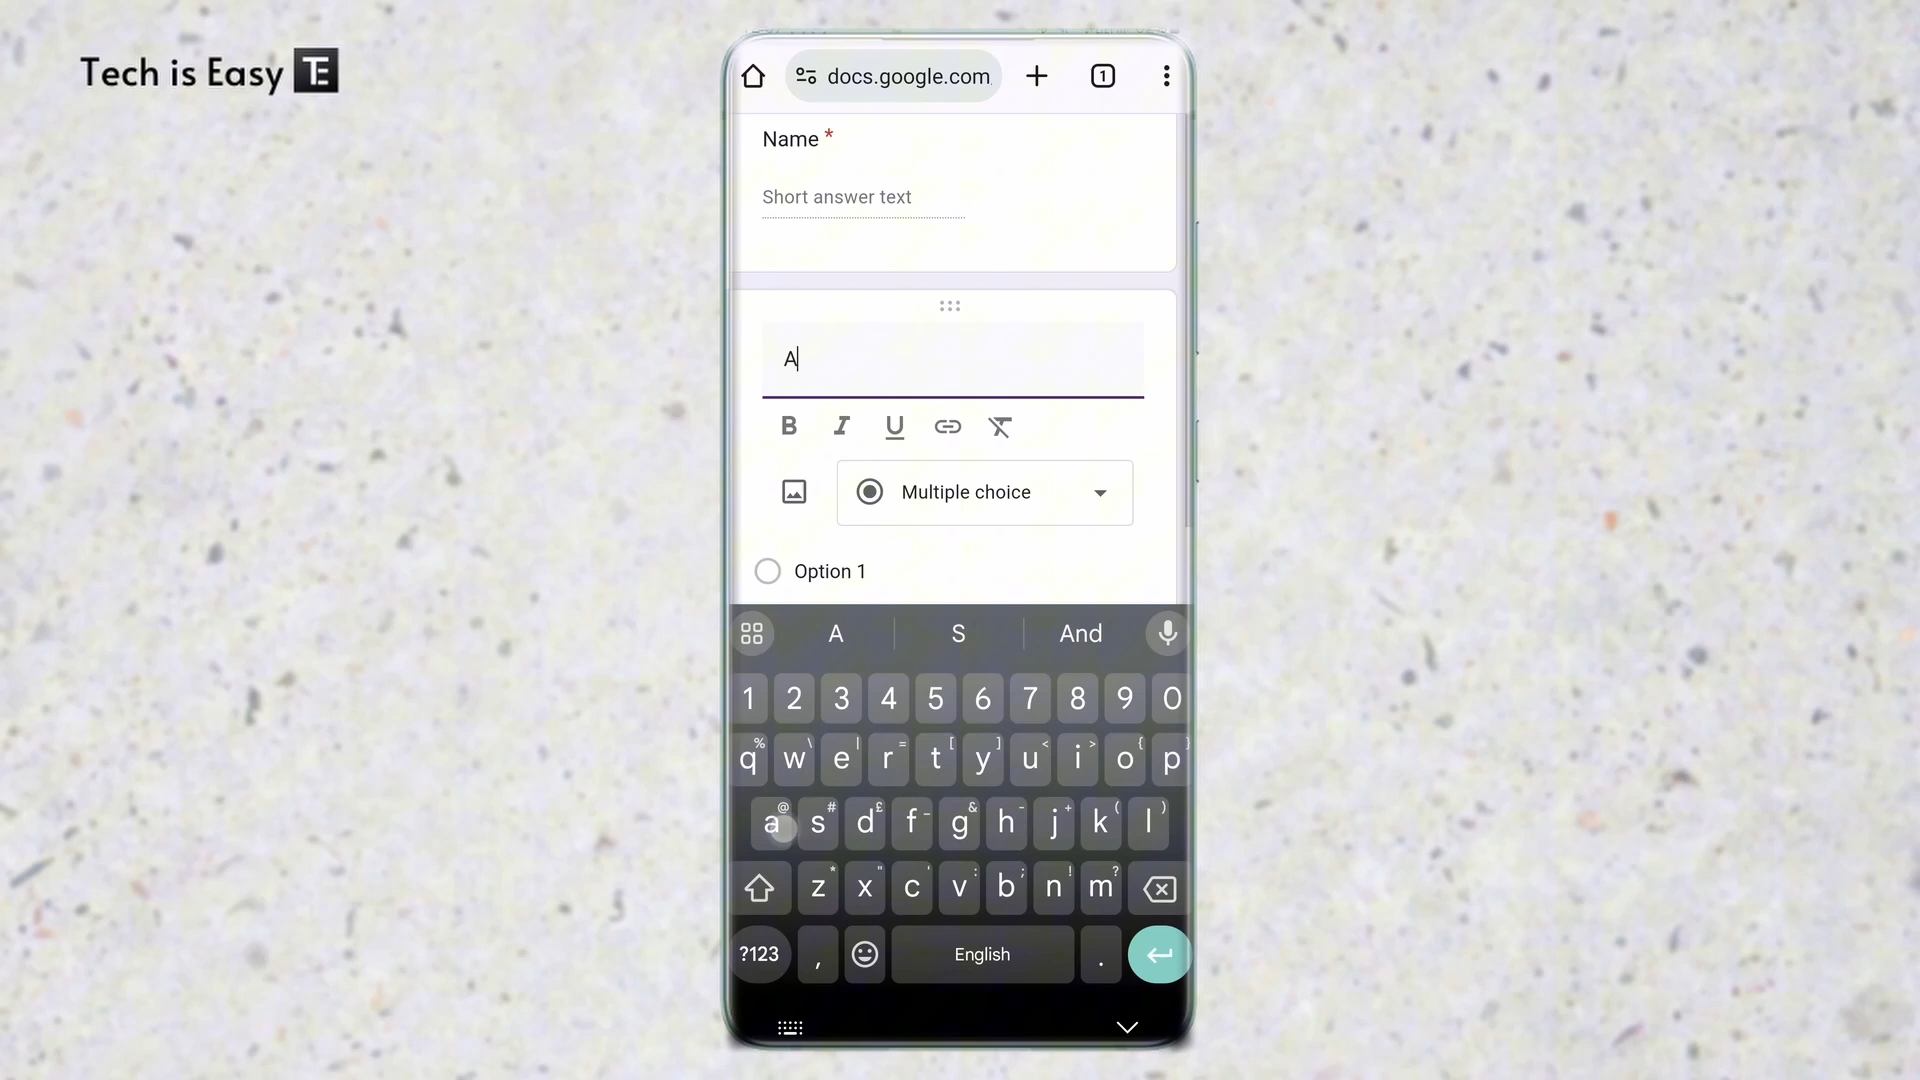 Tech is Easy TE
docs.google.com
1
Name *
Short answer text
A
B I U
Multiple choice
Option 1
A S And
1 2 3 4 5 6 7 8 9 0
% \ | = [ ] < > { }
q w e r t y u i o p
@ # £ _ & - + ( )
a s d f g h j k l
* " ' : ; ! ?
z x c v b n m
?123 , English .